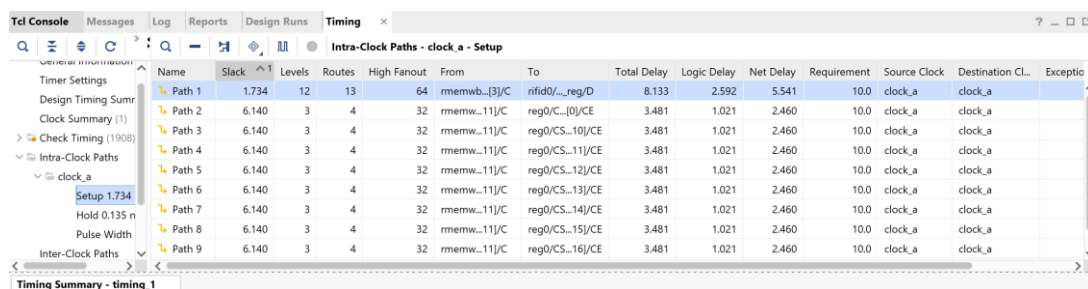 Tcl Console Messages Log Reports Design Runs Timing × ? _
Intra-Clock Paths - clock_a - Setup
General Information
Timer Settings
Design Timing Sumr
Clock Summary (1)
> Check Timing (1908)
Intra-Clock Paths
clock_a
Setup 1.734
Hold 0.135 n
Pulse Width
Inter-Clock Paths
Name Slack ^1 Levels Routes High Fanout From To Total Delay Logic Delay Net Delay Requirement Source Clock Destination Cl... Exceptio
Path 1 1.734 12 13 64 rmemwb...[3]/C rifid0/..._reg/D 8.133 2.592 5.541 10.0 clock_a clock_a
Path 2 6.140 3 4 32 rmemw...11]/C reg0/C...[0]/CE 3.481 1.021 2.460 10.0 clock_a clock_a
Path 3 6.140 3 4 32 rmemw...11]/C reg0/CS...10]/CE 3.481 1.021 2.460 10.0 clock_a clock_a
Path 4 6.140 3 4 32 rmemw...11]/C reg0/CS...11]/CE 3.481 1.021 2.460 10.0 clock_a clock_a
Path 5 6.140 3 4 32 rmemw...11]/C reg0/CS...12]/CE 3.481 1.021 2.460 10.0 clock_a clock_a
Path 6 6.140 3 4 32 rmemw...11]/C reg0/CS...13]/CE 3.481 1.021 2.460 10.0 clock_a clock_a
Path 7 6.140 3 4 32 rmemw...11]/C reg0/CS...14]/CE 3.481 1.021 2.460 10.0 clock_a clock_a
Path 8 6.140 3 4 32 rmemw...11]/C reg0/CS...15]/CE 3.481 1.021 2.460 10.0 clock_a clock_a
Path 9 6.140 3 4 32 rmemw...11]/C reg0/CS...16]/CE 3.481 1.021 2.460 10.0 clock_a clock_a
Timing Summary - timing_1